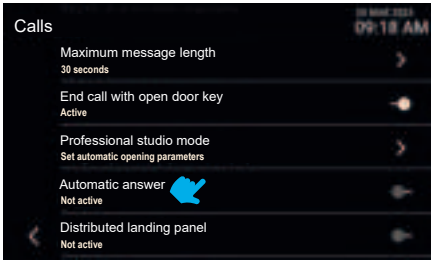 Calls
09:18 AM
Maximum message length
30 seconds
End call with open door key
Active
Professional studio mode
Set automatic opening parameters
Automatic answer
Not active
Distributed landing panel
Not active